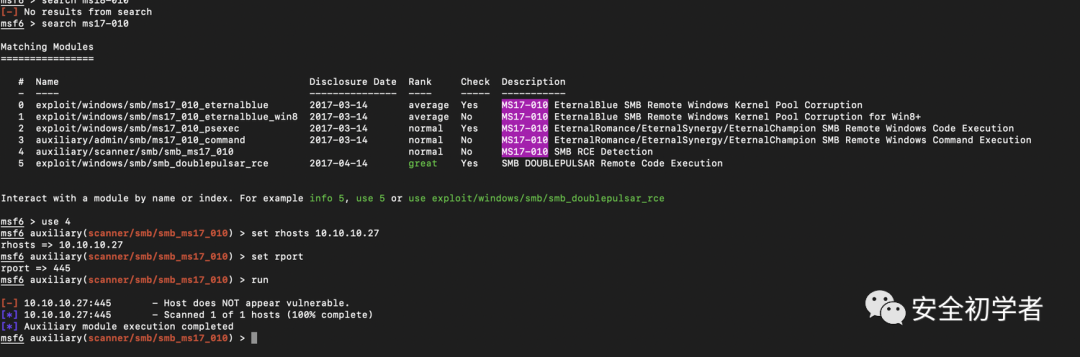 msf6 > search ms18-010
[-] No results from search
msf6 > search ms17-010
Matching Modules
================
#  Name                                      Disclosure Date  Rank     Check  Description
-  ----                                      ---------------  ----     -----  -----------
0  exploit/windows/smb/ms17_010_eternalblue       2017-03-14       average  Yes    MS17-010 EternalBlue SMB Remote Windows Kernel Pool Corruption
1  exploit/windows/smb/ms17_010_eternalblue_win8  2017-03-14       average  No     MS17-010 EternalBlue SMB Remote Windows Kernel Pool Corruption for Win8+
2  exploit/windows/smb/ms17_010_psexec            2017-03-14       normal   Yes    MS17-010 EternalRomance/EternalSynergy/EternalChampion SMB Remote Windows Code Execution
3  auxiliary/admin/smb/ms17_010_command           2017-03-14       normal   No     MS17-010 EternalRomance/EternalSynergy/EternalChampion SMB Remote Windows Command Execution
4  auxiliary/scanner/smb/smb_ms17_010                              normal   No     MS17-010 SMB RCE Detection
5  exploit/windows/smb/smb_doublepulsar_rce       2017-04-14       great    Yes    SMB DOUBLEPULSAR Remote Code Execution
Interact with a module by name or index. For example info 5, use 5 or use exploit/windows/smb/smb_doublepulsar_rce
msf6 > use 4
msf6 auxiliary(scanner/smb/smb_ms17_010) > set rhosts 10.10.10.27
rhosts => 10.10.10.27
msf6 auxiliary(scanner/smb/smb_ms17_010) > set rport
rport => 445
msf6 auxiliary(scanner/smb/smb_ms17_010) > run
[-] 10.10.10.27:445      - Host does NOT appear vulnerable.
[*] 10.10.10.27:445      - Scanned 1 of 1 hosts (100% complete)
[*] Auxiliary module execution completed
msf6 auxiliary(scanner/smb/smb_ms17_010) >
安全初学者